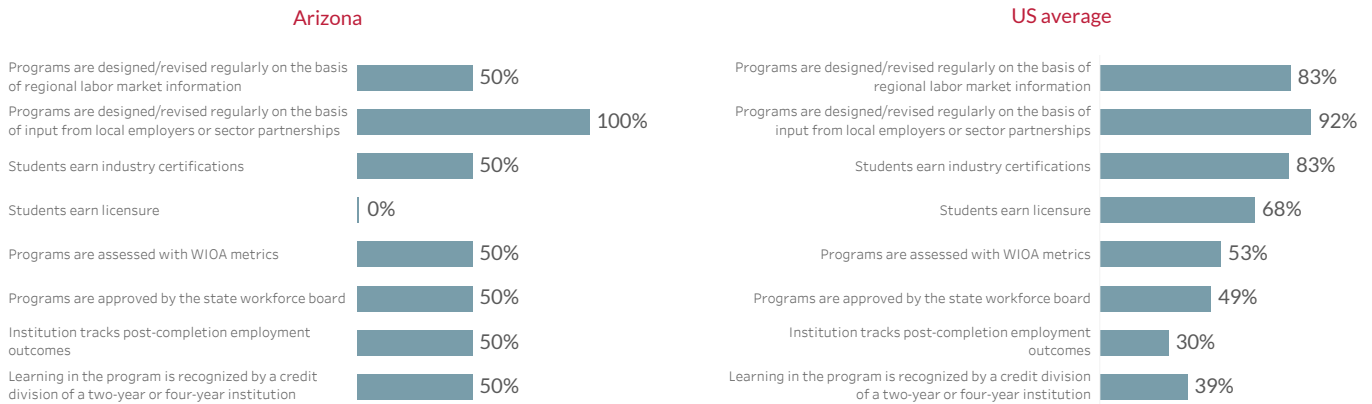 Arizona
Programs are designed/revised regularly on the basis
of regional labor market information
50%
Programs are designed/revised regularly on the basis
of input from local employers or sector partnerships
100%
Students earn industry certifications
50%
Students earn licensure
0%
Programs are assessed with WIOA metrics
50%
Programs are approved by the state workforce board
50%
Institution tracks post-completion employment
outcomes
50%
Learning in the program is recognized by a credit
division of a two-year or four-year institution
50%
US average
Programs are designed/revised regularly on the basis of
regional labor market information
83%
Programs are designed/revised regularly on the basis of
input from local employers or sector partnerships
92%
Students earn industry certifications
83%
Students earn licensure
68%
Programs are assessed with WIOA metrics
53%
Programs are approved by the state workforce board
49%
Institution tracks post-completion employment
outcomes
30%
Learning in the program is recognized by a credit division
of a two-year or four-year institution
39%